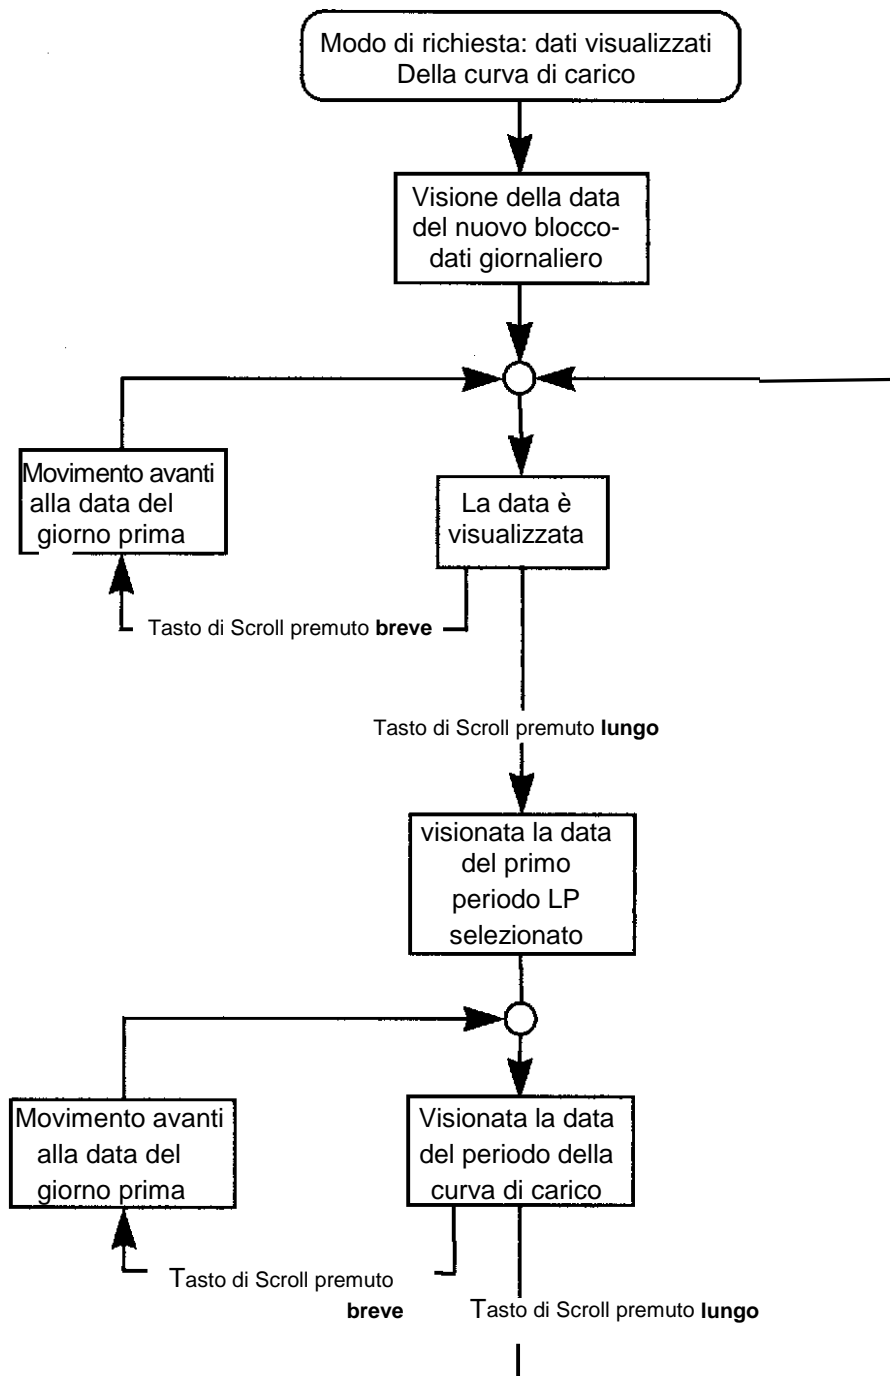 Modo di richiesta: dati visualizzati
Della curva di carico
Visione della data
del nuovo blocco-
dati giornaliero
Movimento avanti
alla data del
giorno prima
La data è
visualizzata
Tasto di Scroll premuto breve
Tasto di Scroll premuto lungo
visionata la data
del primo
periodo LP
selezionato
Movimento avanti
alla data del
giorno prima
Visionata la data
del periodo della
curva di carico
Tasto di Scroll premuto
breve
Tasto di Scroll premuto lungo